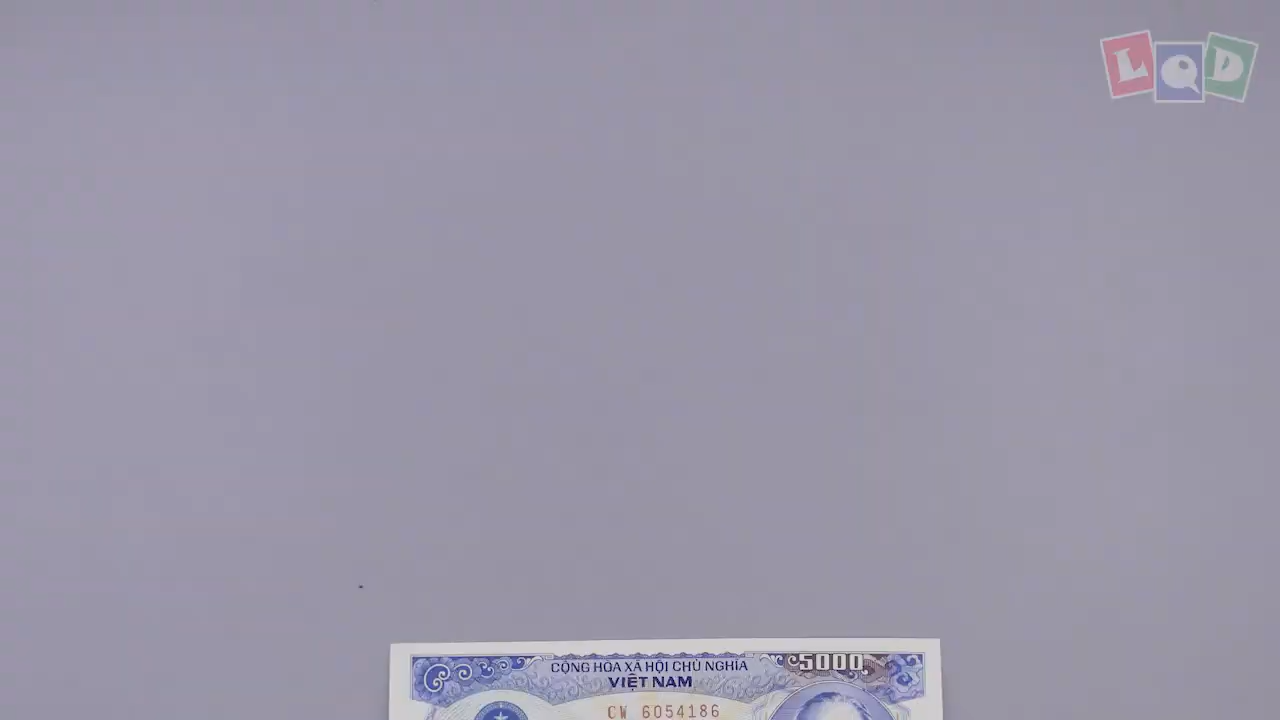 LQD
CỘNG HÒA XÃ HỘI CHỦ NGHĨA
5000
VIỆT NAM
CW 6054186